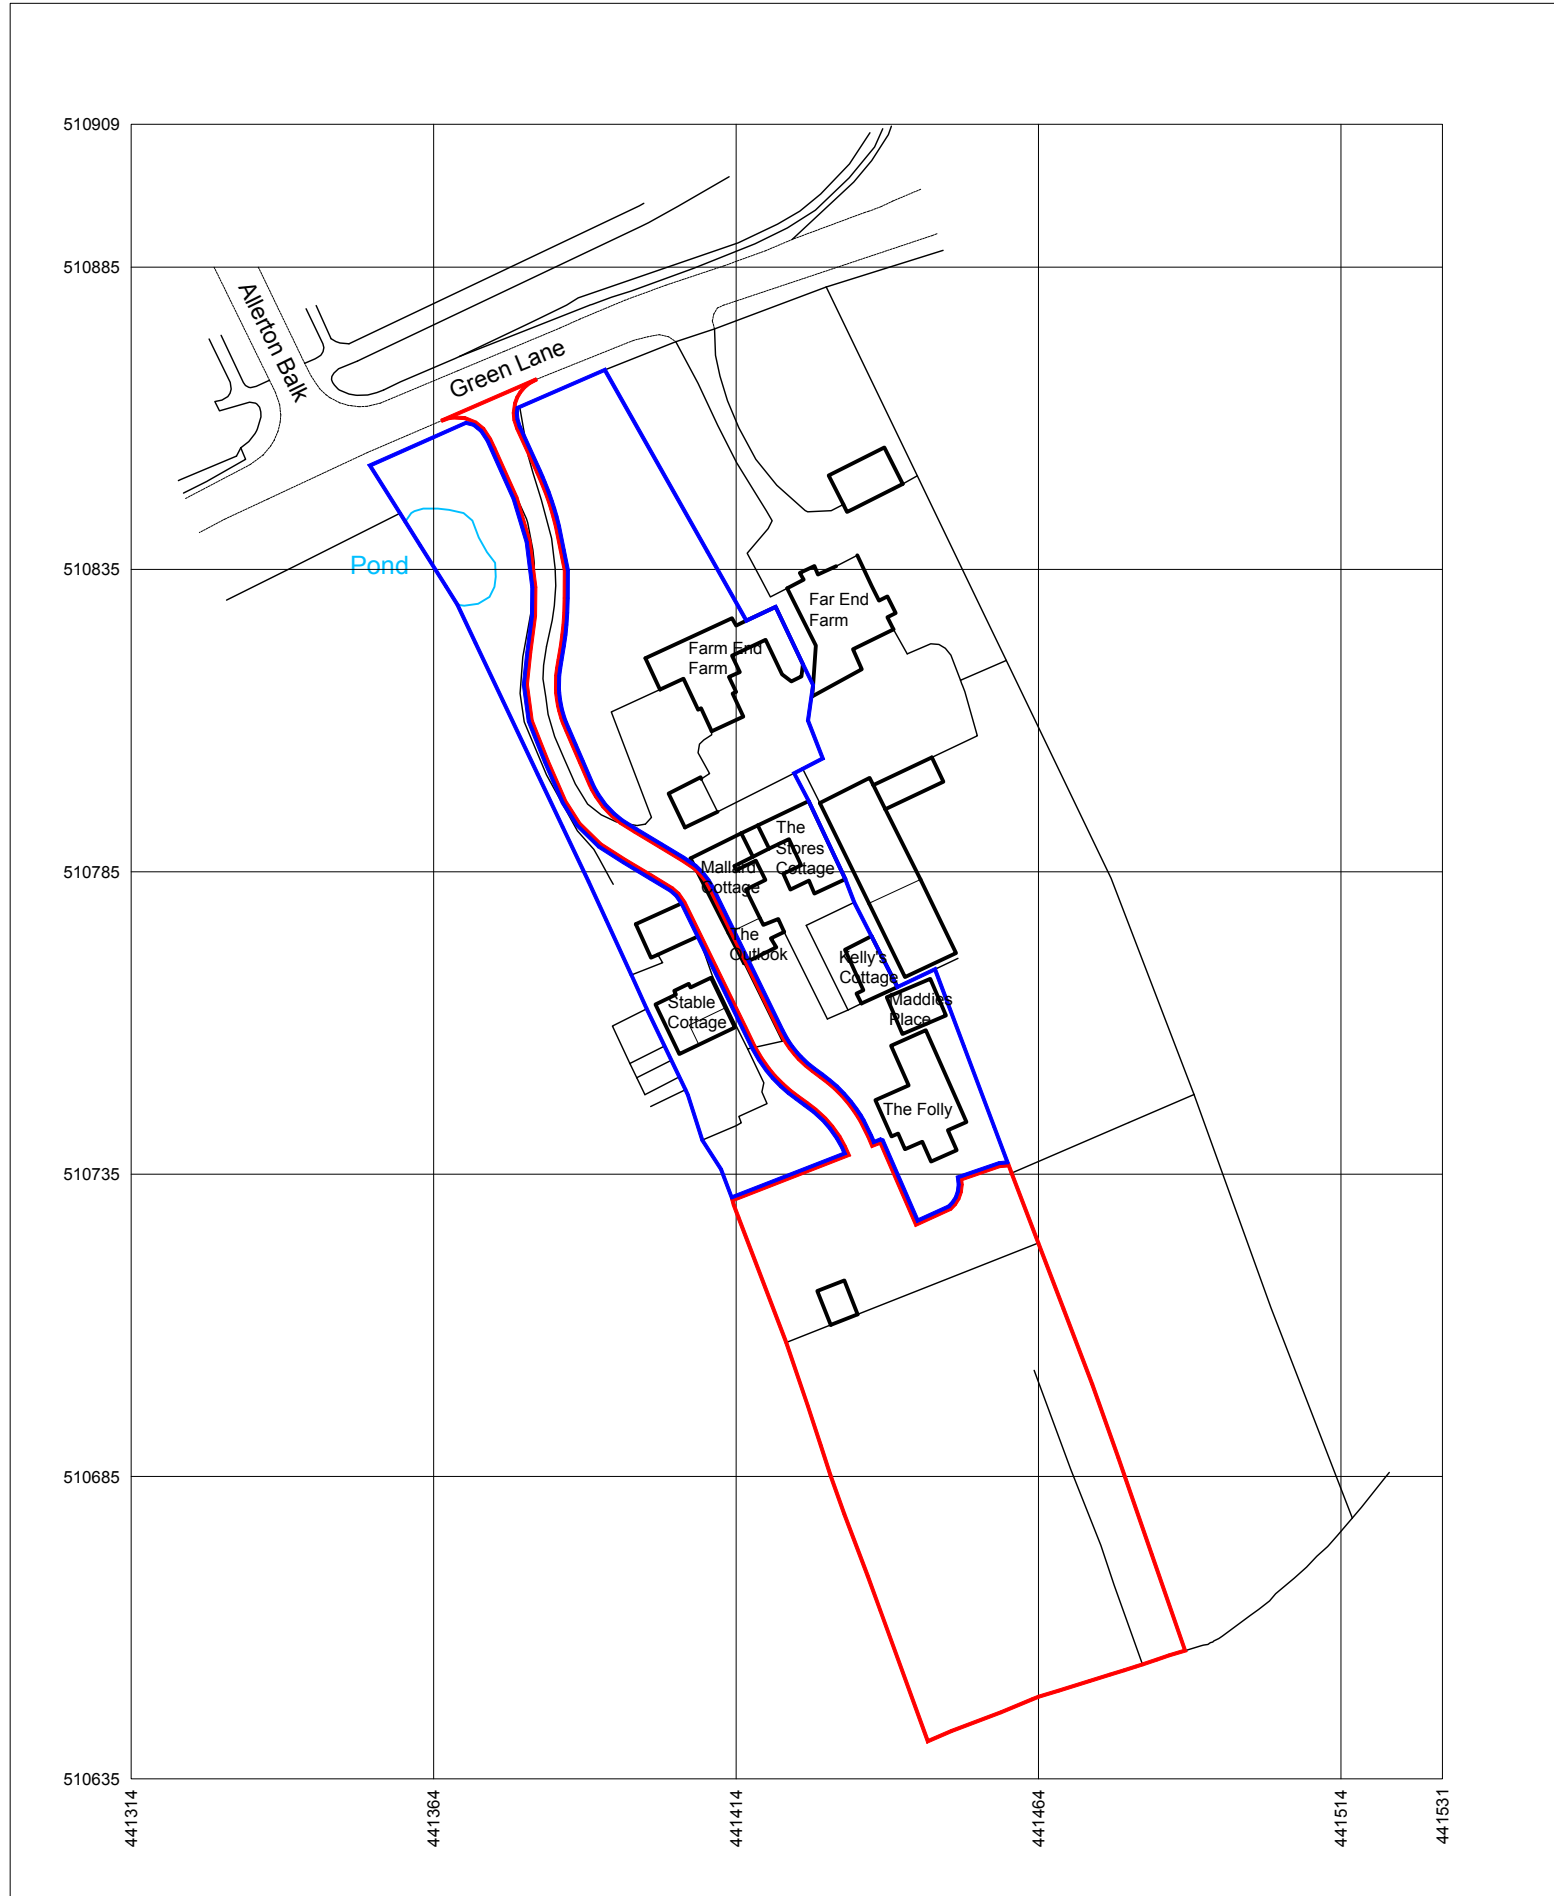 510909
510885
Allerton Balk
Green Lane
Pond
510835
Far End
Farm
Farm End
Farm
The
Stores
Cottage
510785
Mallard
Cottage
The
Outlook
Kelly's
Cottage
Stable
Cottage
Maddies
Place
The Folly
510735
510685
510635
441314
441364
441414
441464
441514
441531